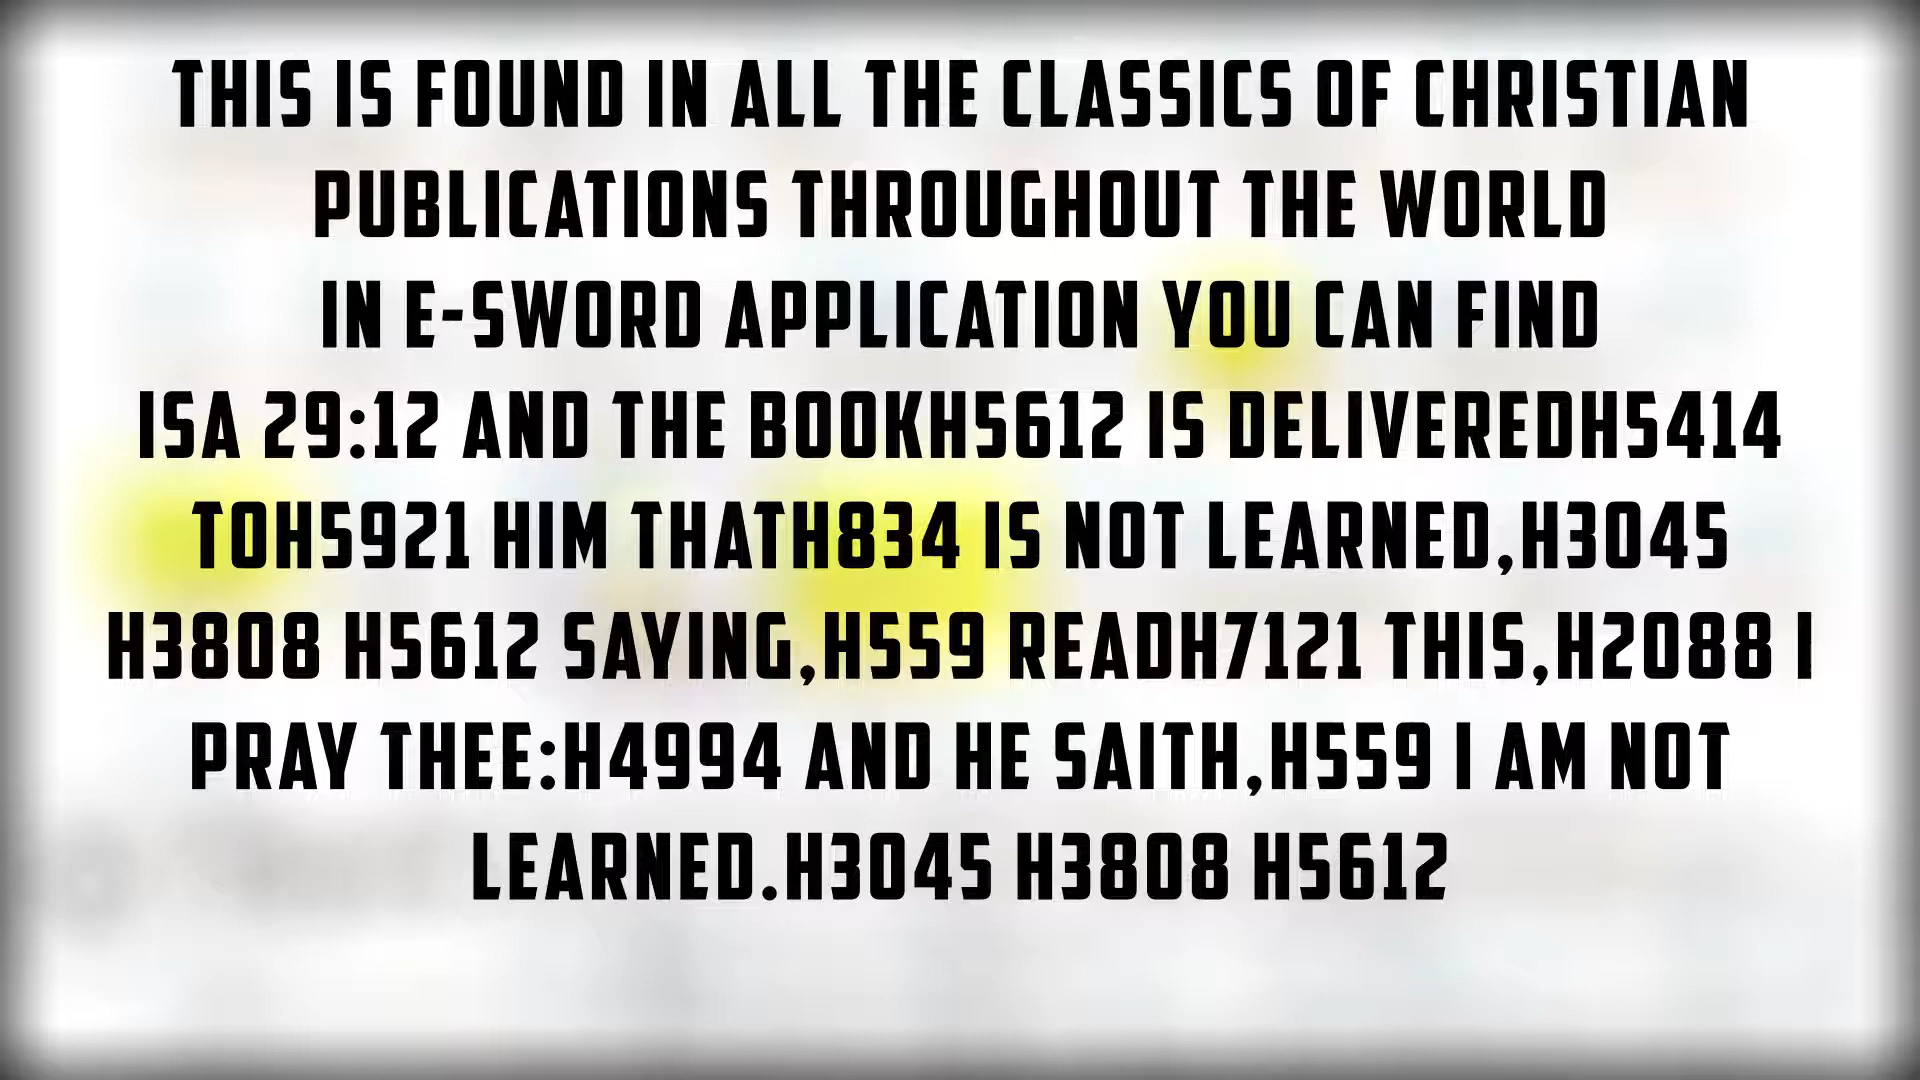 THIS IS FOUND IN ALL THE CLASSICS OF CHRISTIAN
PUBLICATIONS THROUGHOUT THE WORLD
IN E-SWORD APPLICATION YOU CAN FIND
ISA 29:12 AND THE BOOKH5612 IS DELIVEREDH5414
TOH5921 HIM THATH834 IS NOT LEARNED,H3045
H3808 H5612 SAYING,H559 READH7121 THIS,H2088 I
PRAY THEE:H4994 AND HE SAITH,H559 I AM NOT
LEARNED.H3045 H3808 H5612